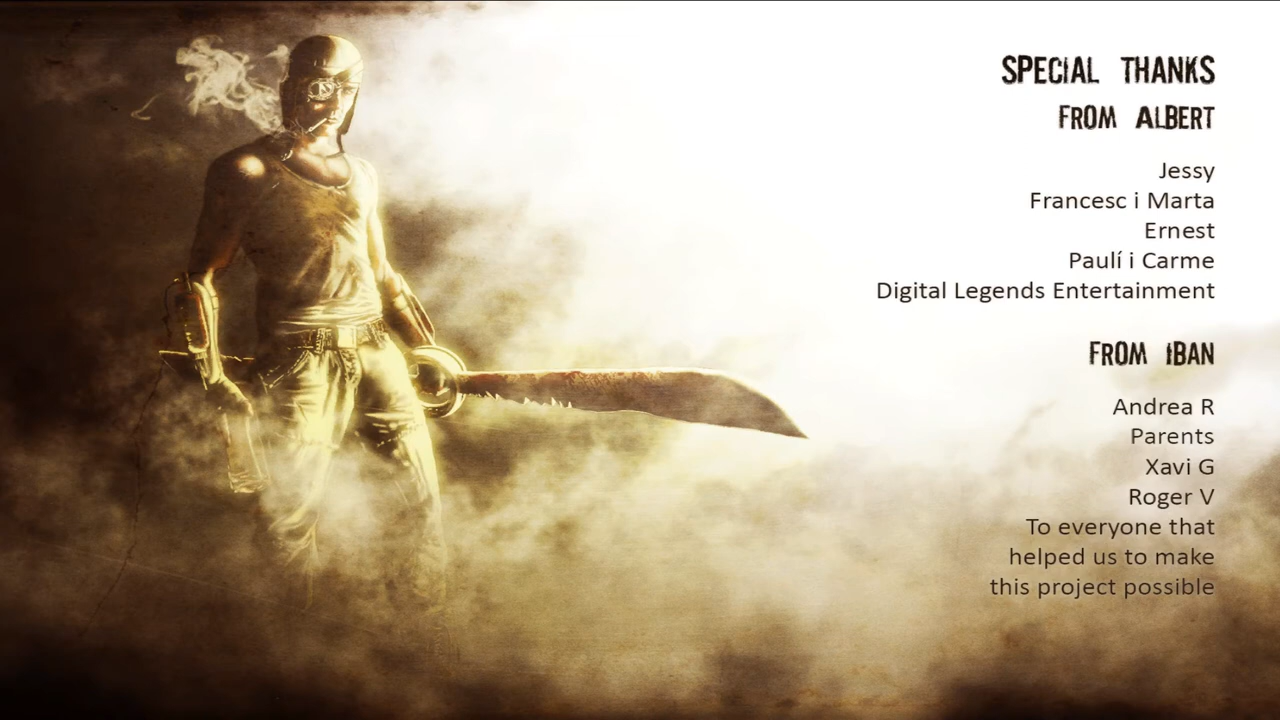 SPECIAL THANKS
FROM ALBERT
Jessy
Francesc i Marta
Ernest
Paulí i Carme
Digital Legends Entertainment
FROM IBAN
Andrea R
Parents
Xavi G
Roger V
To everyone that
helped us to make
this project possible